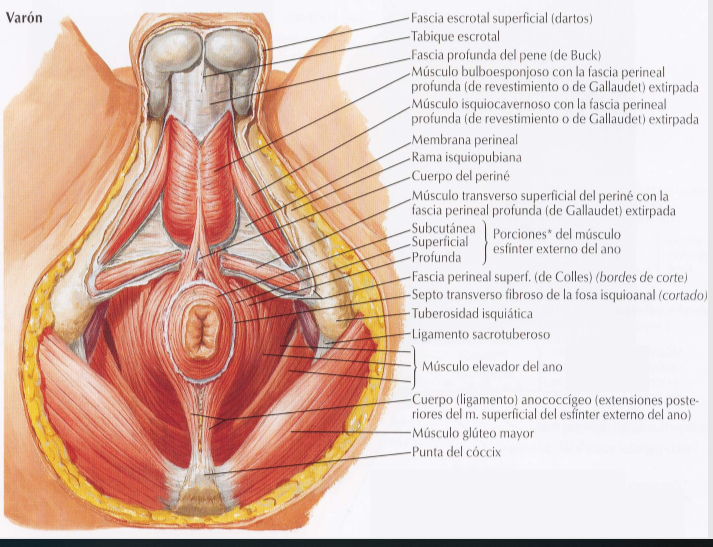 Varón
Fascia escrotal superficial (dartos)
Tabique escrotal
Fascia profunda del pene (de Buck)
Músculo bulboesponjoso con la fascia perineal
profunda (de revestimiento o de Gallaudet) extirpada
Músculo isquiocavernoso con la fascia perineal
profunda (de revestimiento o de Gallaudet) extirpada
Membrana perineal
Rama isquiopubiana
Cuerpo del periné
Músculo transverso superficial del periné con la
fascia perineal profunda (de Gallaudet) extirpada
Subcutánea
Superficial
Profunda
Porciones* del músculo
esfínter externo del ano
Fascia perineal superf. (de Colles) (bordes de corte)
Septo transverso fibroso de la fosa isquioanal (cortado)
Tuberosidad isquiática
Ligamento sacrotuberoso
Músculo elevador del ano
Cuerpo (ligamento) anococcígeo (extensiones poste-
riores del m. superficial del esfínter externo del ano)
Músculo glúteo mayor
Punta del cóccix